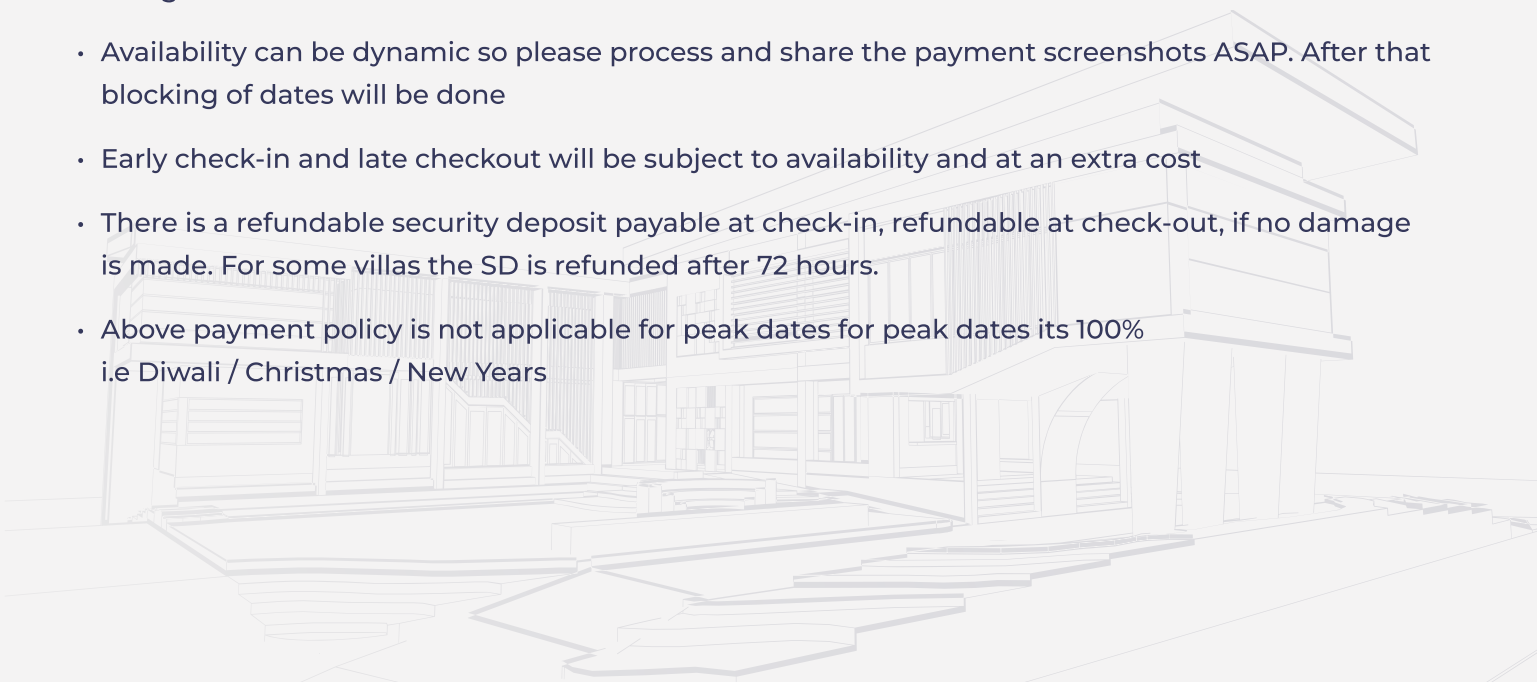 • Availability can be dynamic so please process and share the payment screenshots ASAP. After that
blocking of dates will be done
• Early check-in and late checkout will be subject to availability and at an extra cost
• There is a refundable security deposit payable at check-in, refundable at check-out, if no damage
is made. For some villas the SD is refunded after 72 hours.
• Above payment policy is not applicable for peak dates for peak dates its 100%
i.e Diwali / Christmas / New Years